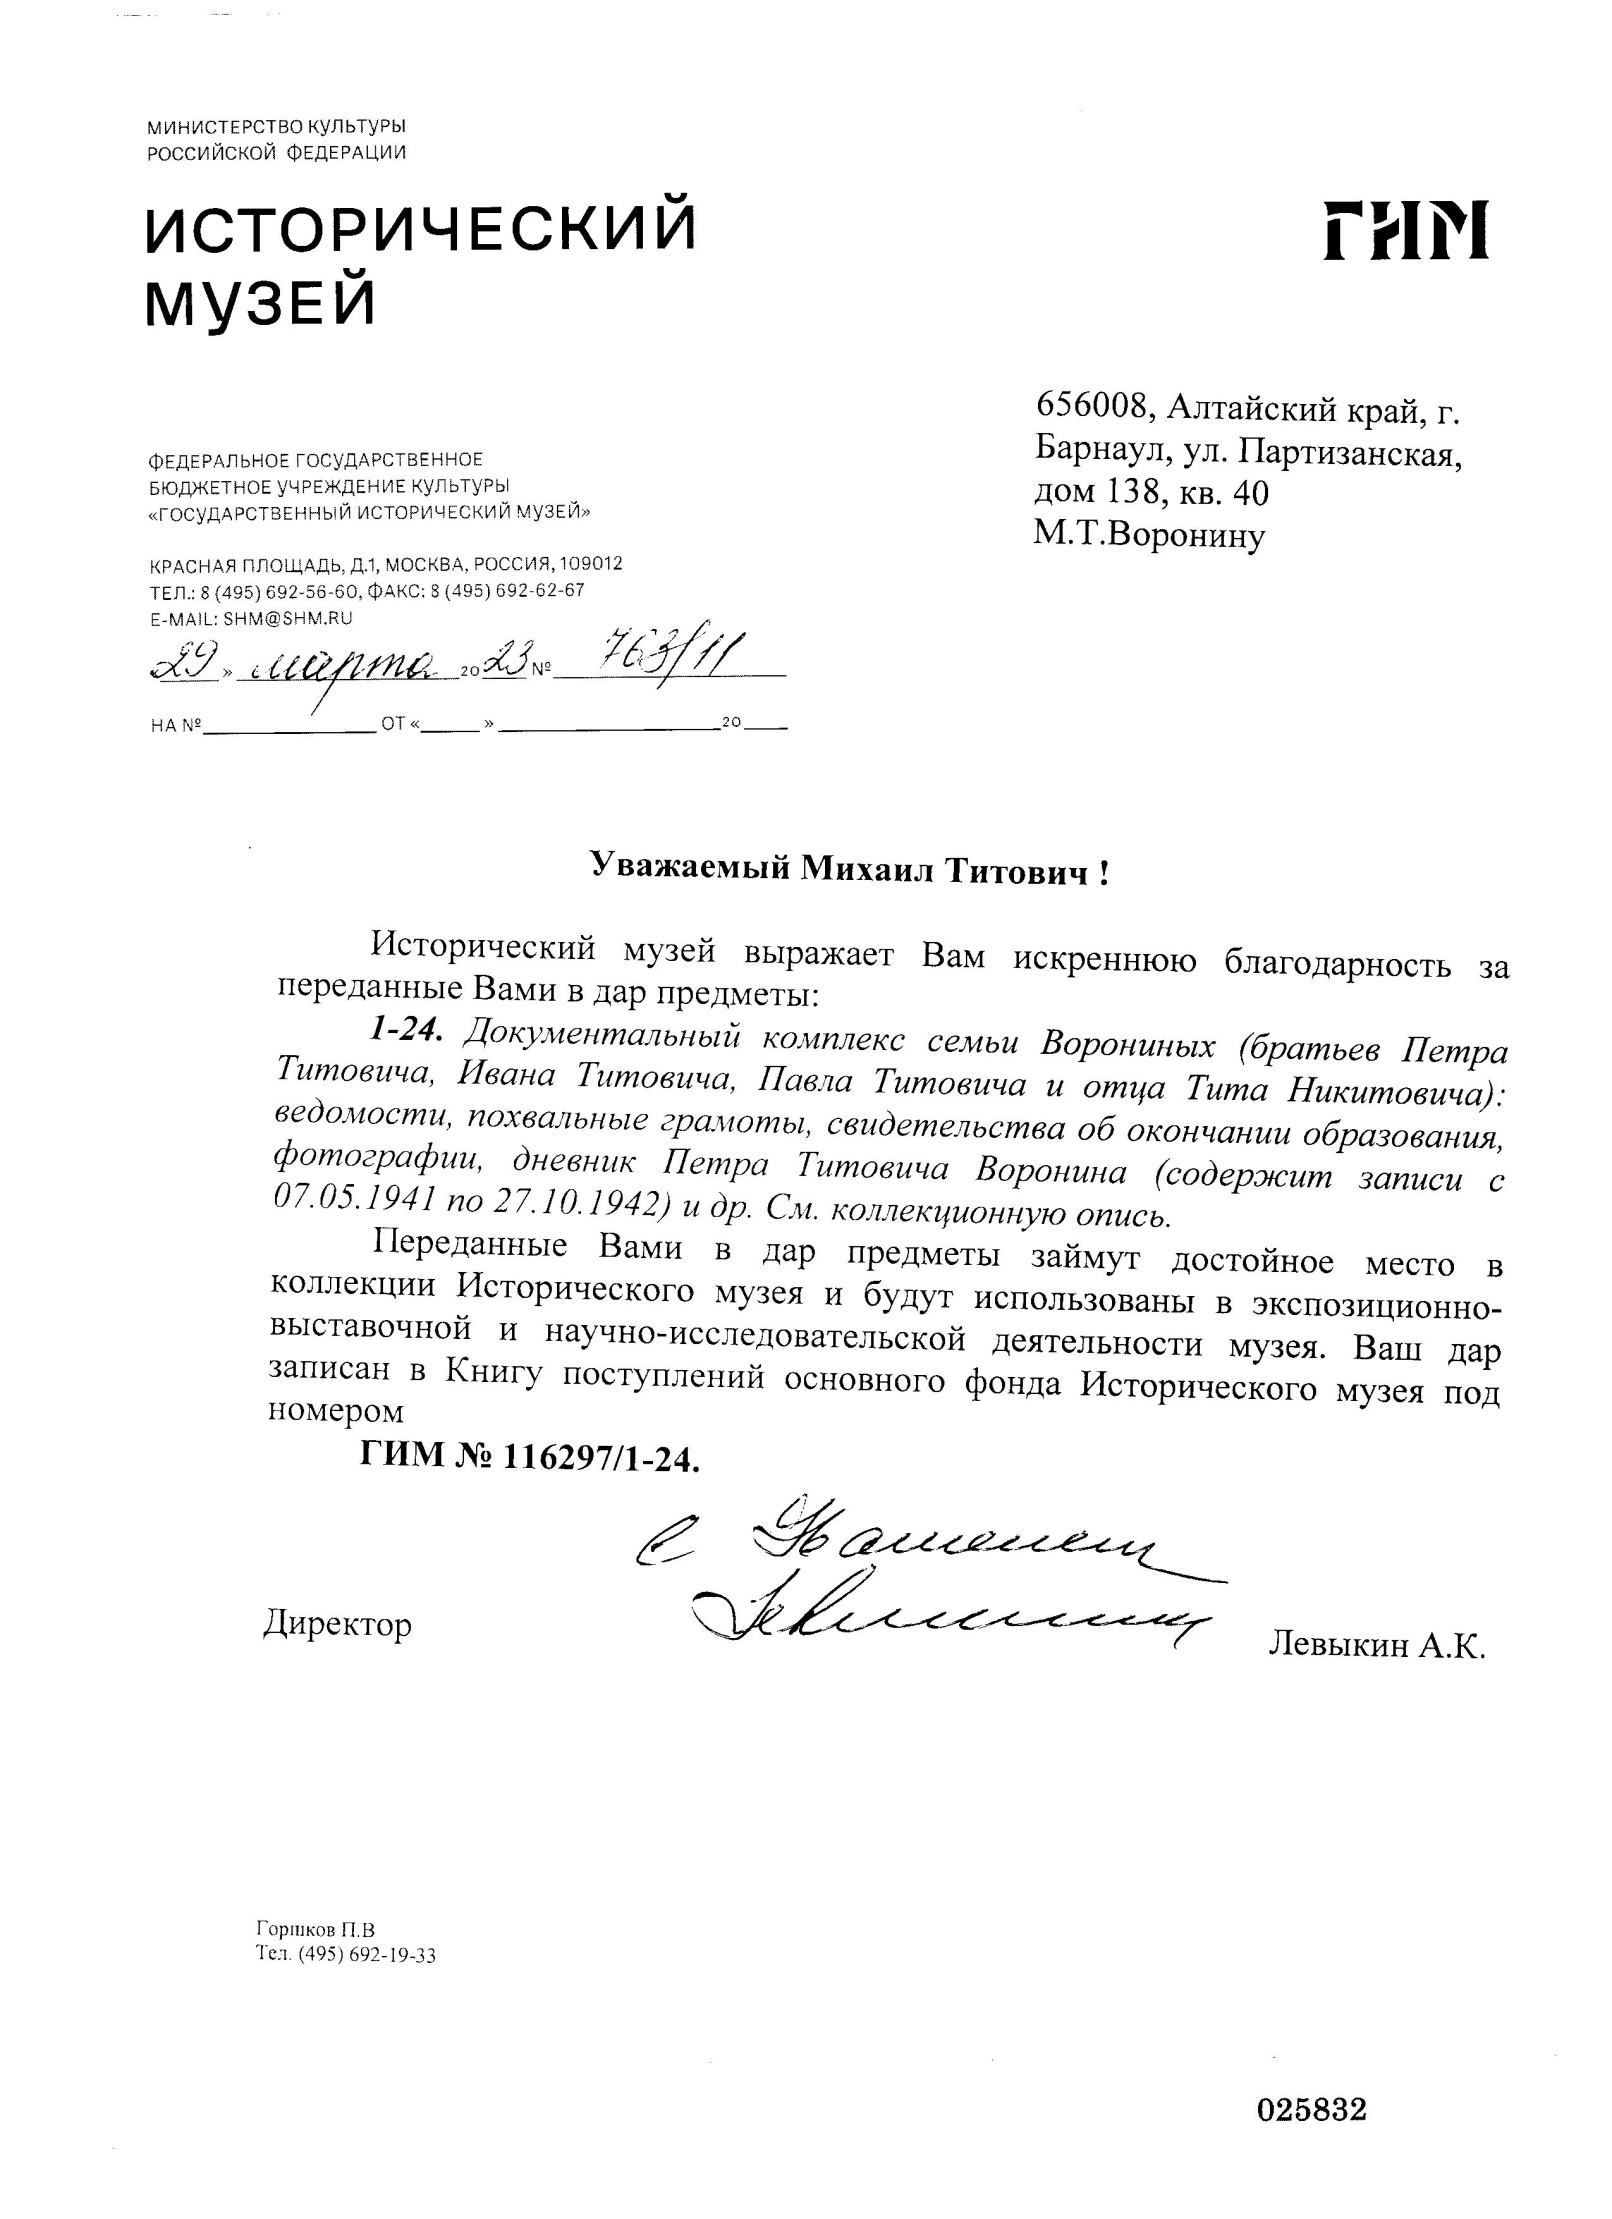 МИНИСТЕРСТВО КУЛЬТУРЫ
РОССИЙСКОЙ ФЕДЕРАЦИИ
ИСТОРИЧЕСКИЙ
МУЗЕЙ
ГИМ
656008, Алтайский край, г.
Барнаул, ул. Партизанская,
дом 138, кв. 40
М.Т.Воронину
ФЕДЕРАЛЬНОЕ ГОСУДАРСТВЕННОЕ
БЮДЖЕТНОЕ УЧРЕЖДЕНИЕ КУЛЬТУРЫ
«ГОСУДАРСТВЕННЫЙ ИСТОРИЧЕСКИЙ МУЗЕЙ»
КРАСНАЯ ПЛОЩАДЬ, Д.1, МОСКВА, РОССИЯ, 109012
ТЕЛ.: 8 (495) 692-56-60, ФАКС: 8 (495) 692-62-67
E-MAIL: SHM@SHM.RU
29 » марта 2023 № 763/11
НА № ОТ « » 20
Уважаемый Михаил Титович !
Исторический музей выражает Вам искреннюю благодарность за
переданные Вами в дар предметы:
1-24. Документальный комплекс семьи Ворониных (братьев Петра
Титовича, Ивана Титовича, Павла Титовича и отца Тита Никитовича):
ведомости, похвальные грамоты, свидетельства об окончании образования,
фотографии, дневник Петра Титовича Воронина (содержит записи с
07.05.1941 по 27.10.1942) и др. См. коллекционную опись.
Переданные Вами в дар предметы займут достойное место в
коллекции Исторического музея и будут использованы в экспозиционно-
выставочной и научно-исследовательской деятельности музея. Ваш дар
записан в Книгу поступлений основного фонда Исторического музея под
номером
ГИМ № 116297/1-24.
Директор
Левыкин А.К.
Горшков П.В
Тел. (495) 692-19-33
025832